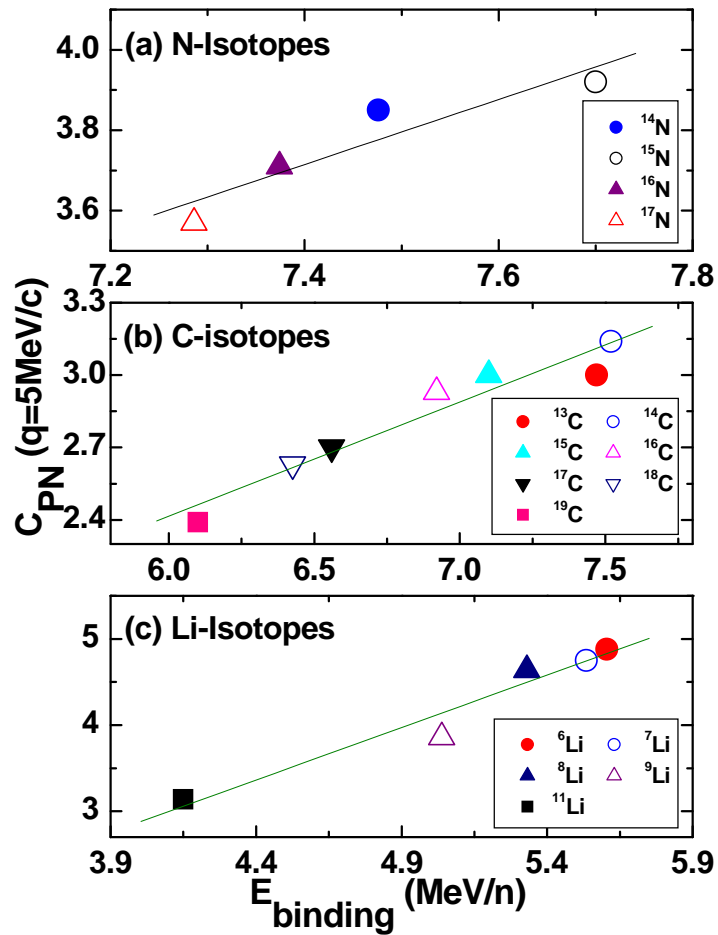 (a) N-Isotopes
4.0
3.8
3.6
¹⁴N
¹⁵N
¹⁶N
¹⁷N
7.2 7.4 7.6 7.8
C_PN (q=5MeV/c)
(b) C-isotopes
3.3
3.0
2.7
2.4
¹³C ¹⁴C
¹⁵C ¹⁶C
¹⁷C ¹⁸C
¹⁹C
6.0 6.5 7.0 7.5
(c) Li-Isotopes
5
4
3
⁶Li ⁷Li
⁸Li ⁹Li
¹¹Li
3.9 4.4 4.9 5.4 5.9
E_binding (MeV/n)